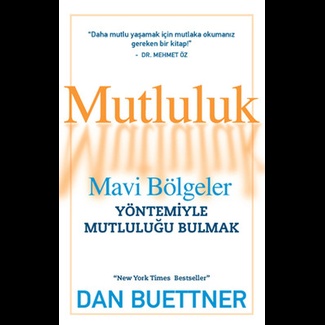 "Daha mutlu yaşamak için mutlaka okumanız
gereken bir kitap!"
- DR. MEHMET ÖZ
Mutluluk
Mavi Bölgeler
YÖNTEMİYLE
MUTLULUĞU BULMAK
"New York Times Bestseller"
DAN BUETTNER